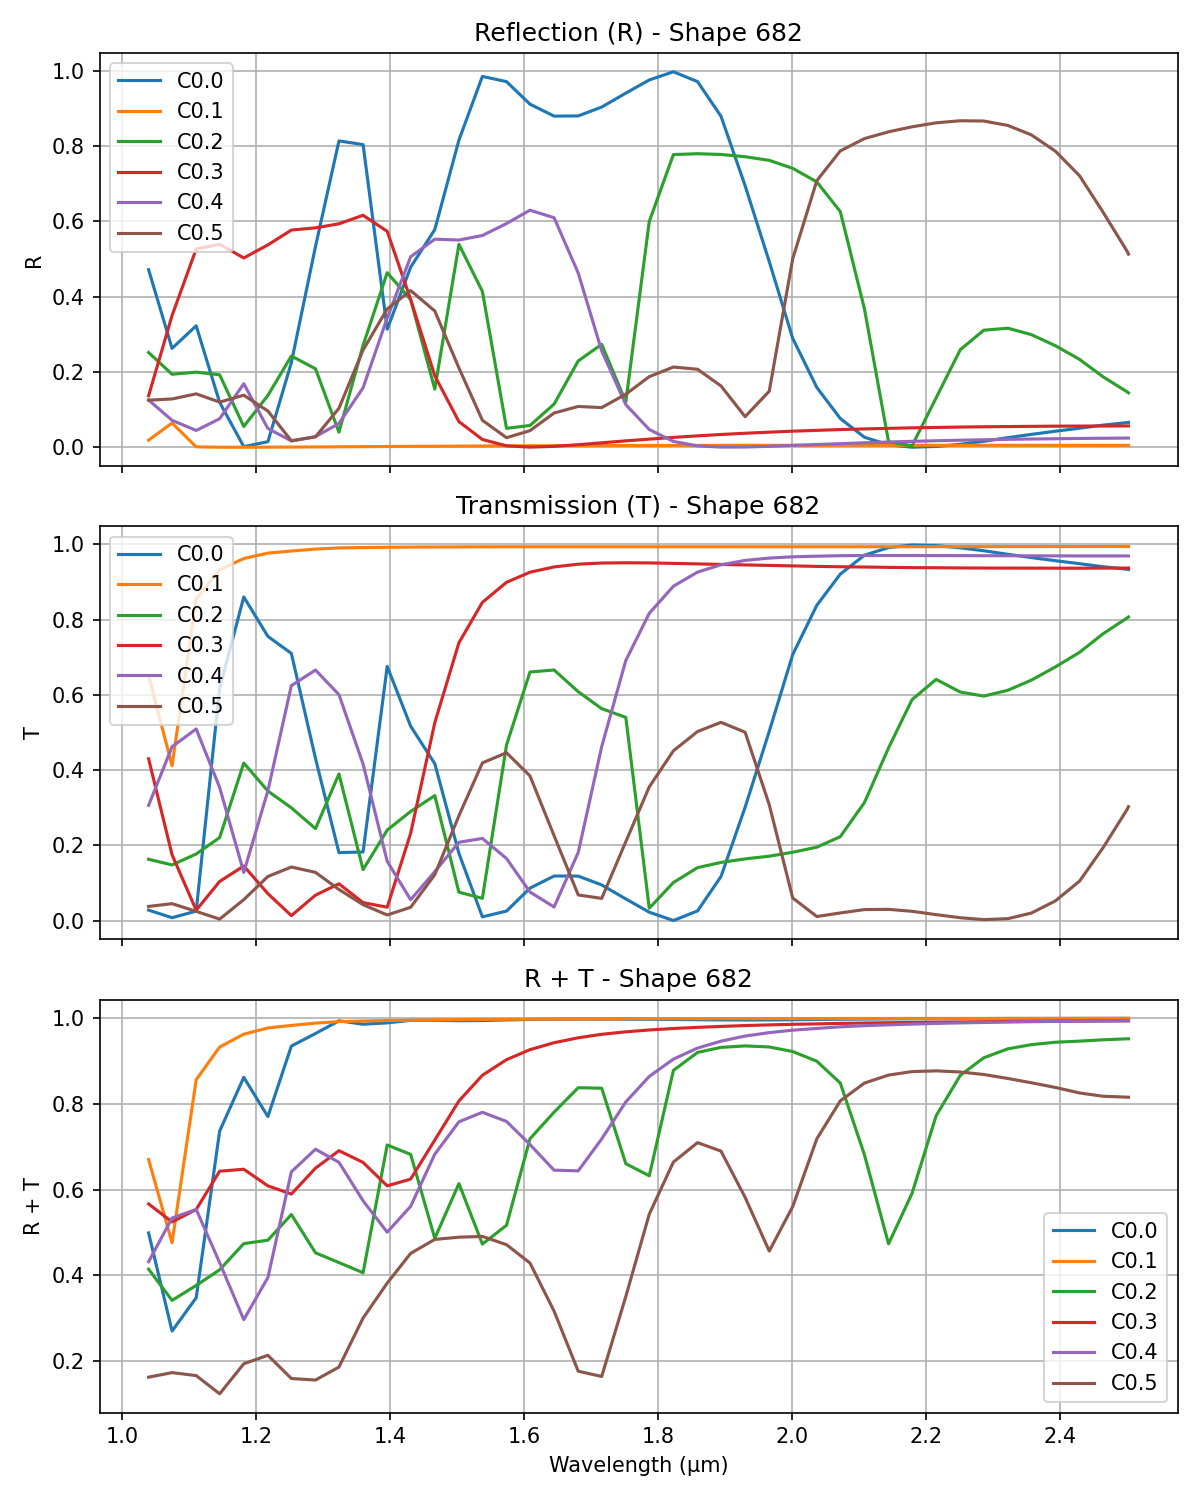 Reflection (R) - Shape 682
1.0
0.8
0.6
0.4
0.2
0.0
R
C0.0
C0.1
C0.2
C0.3
C0.4
C0.5
Transmission (T) - Shape 682
1.0
0.8
0.6
0.4
0.2
0.0
T
C0.0
C0.1
C0.2
C0.3
C0.4
C0.5
R + T - Shape 682
1.0
0.8
0.6
0.4
0.2
R + T
C0.0
C0.1
C0.2
C0.3
C0.4
C0.5
1.0 1.2 1.4 1.6 1.8 2.0 2.2 2.4
Wavelength (μm)